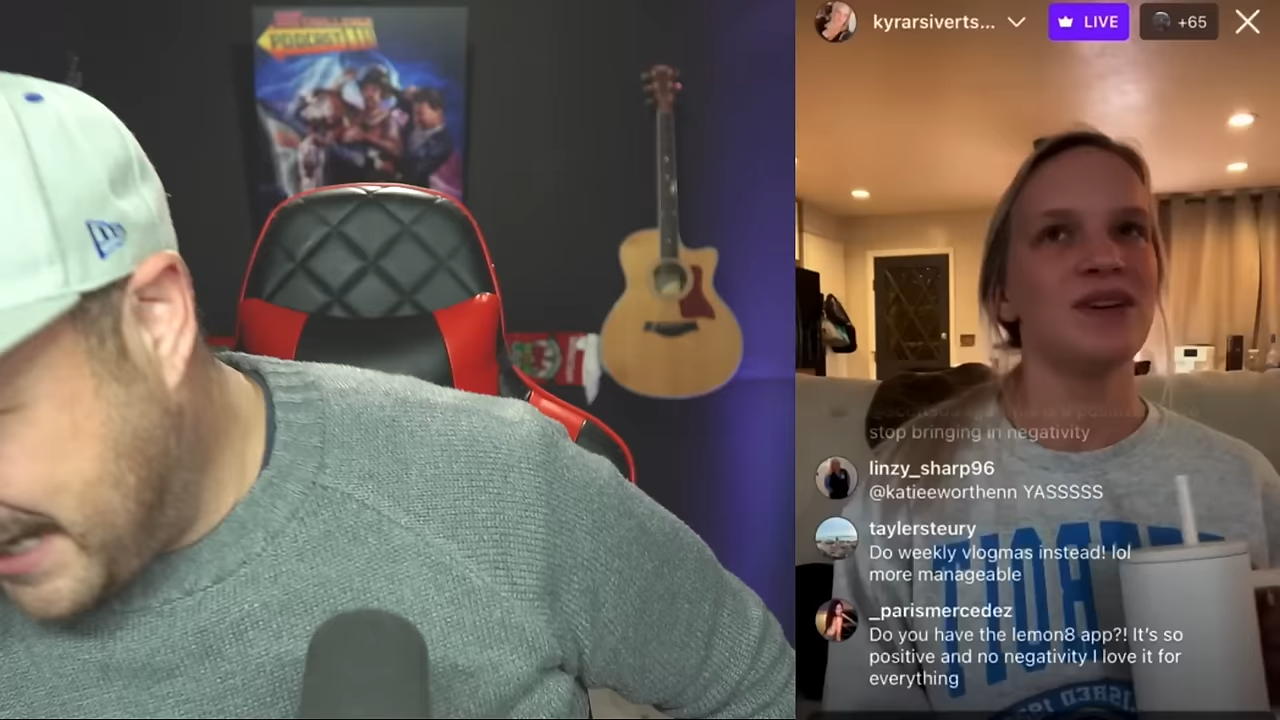 PODCAST
kyrarsiverts...
LIVE
+65
stop bringing in negativity
linzy_sharp96
@katieeworthenn YASSSSS
taylersteury
Do weekly vlogmas instead! lol
more manageable
_parismercedez
Do you have the lemon8 app?! It's so
positive and no negativity I love it for
everything